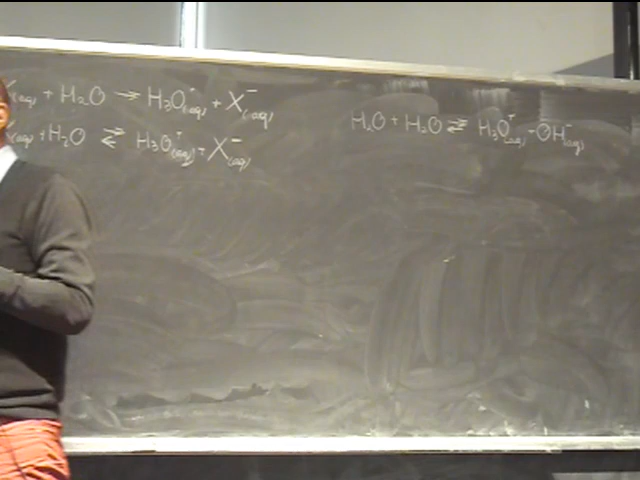 (aq) + H₂O → H₃O⁺(aq) + X⁻(aq)
(aq) + H₂O ⇌ H₃O⁺(aq) + X⁻(aq)
H₂O + H₂O ⇌ H₃O⁺(aq) + OH⁻(aq)